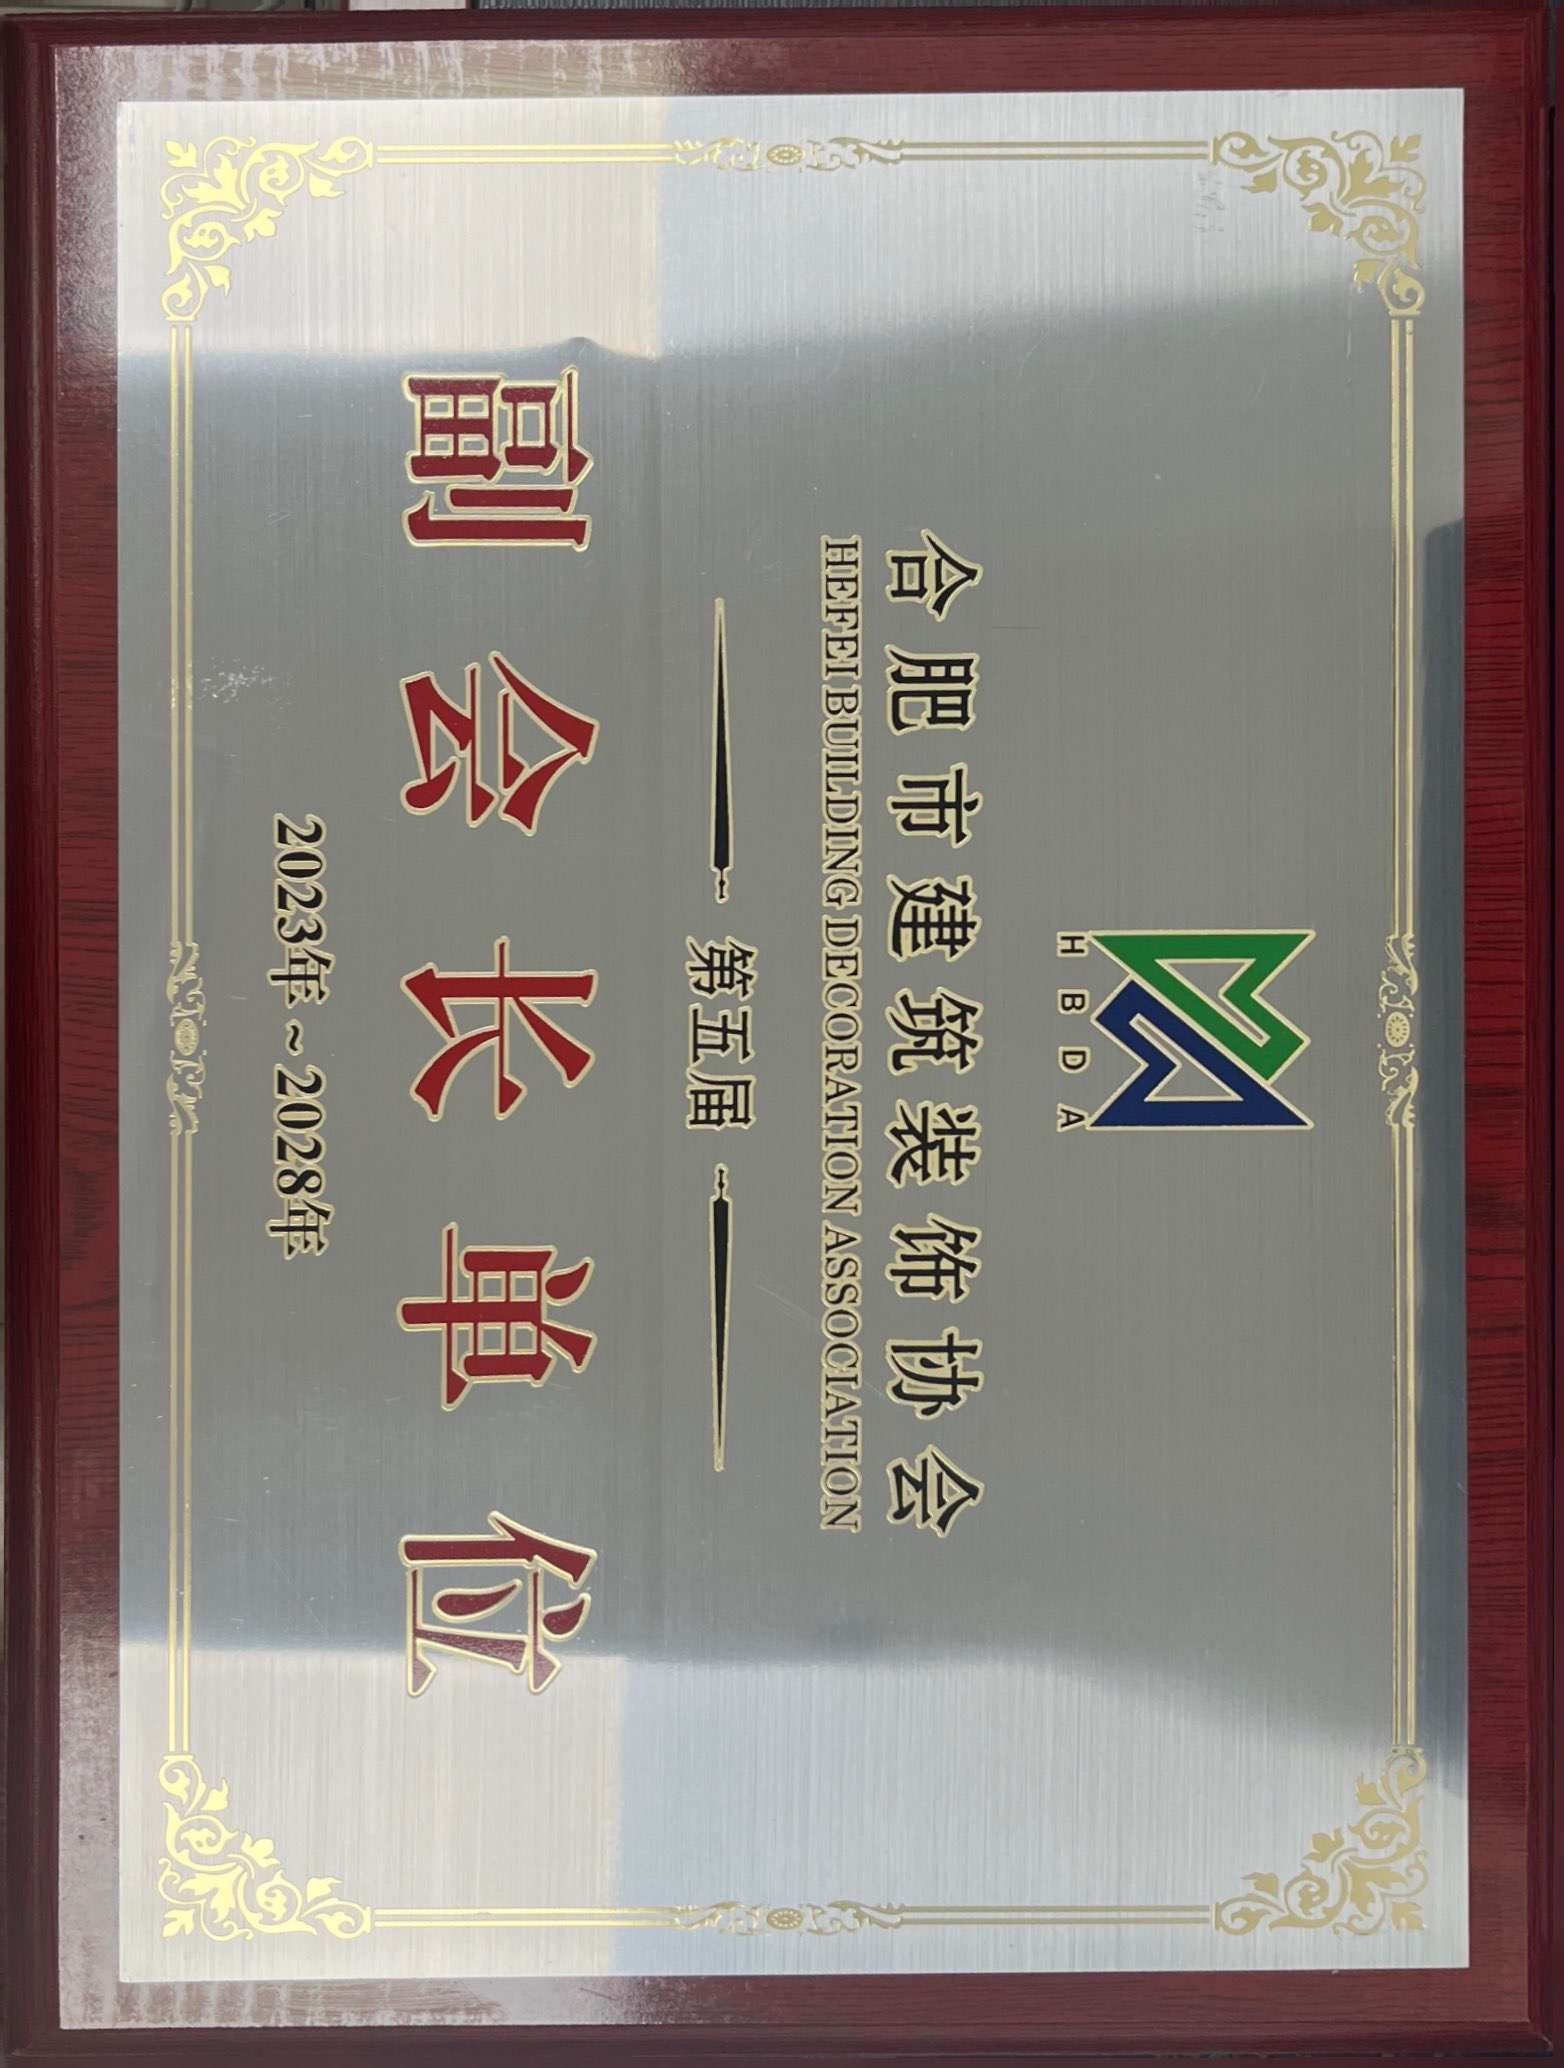 HBDA
合肥市建筑装饰协会
HEFEI BUILDING DECORATION ASSOCIATION
第五届
副会长单位
2023年~2028年